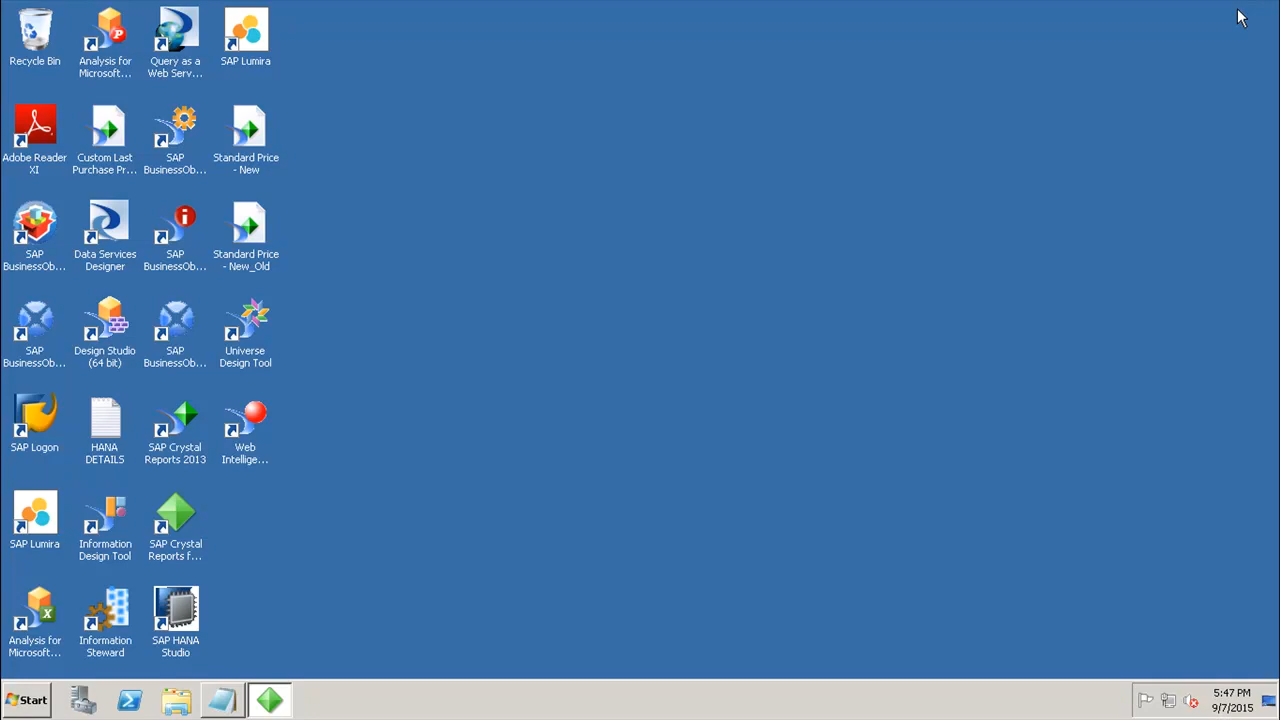 Recycle Bin
Analysis for
Microsoft...
Query as a
Web Serv...
SAP Lumira
Adobe Reader
XI
Custom Last
Purchase Pr...
SAP
BusinessOb...
Standard Price
- New
SAP
BusinessOb...
Data Services
Designer
SAP
BusinessOb...
Standard Price
- New_Old
SAP
BusinessOb...
Design Studio
(64 bit)
SAP
BusinessOb...
Universe
Design Tool
SAP Logon
HANA
DETAILS
SAP Crystal
Reports 2013
Web
Intellige...
SAP Lumira
Information
Design Tool
SAP Crystal
Reports f...
Analysis for
Microsoft...
Information
Steward
SAP HANA
Studio
Start
5:47 PM
9/7/2015